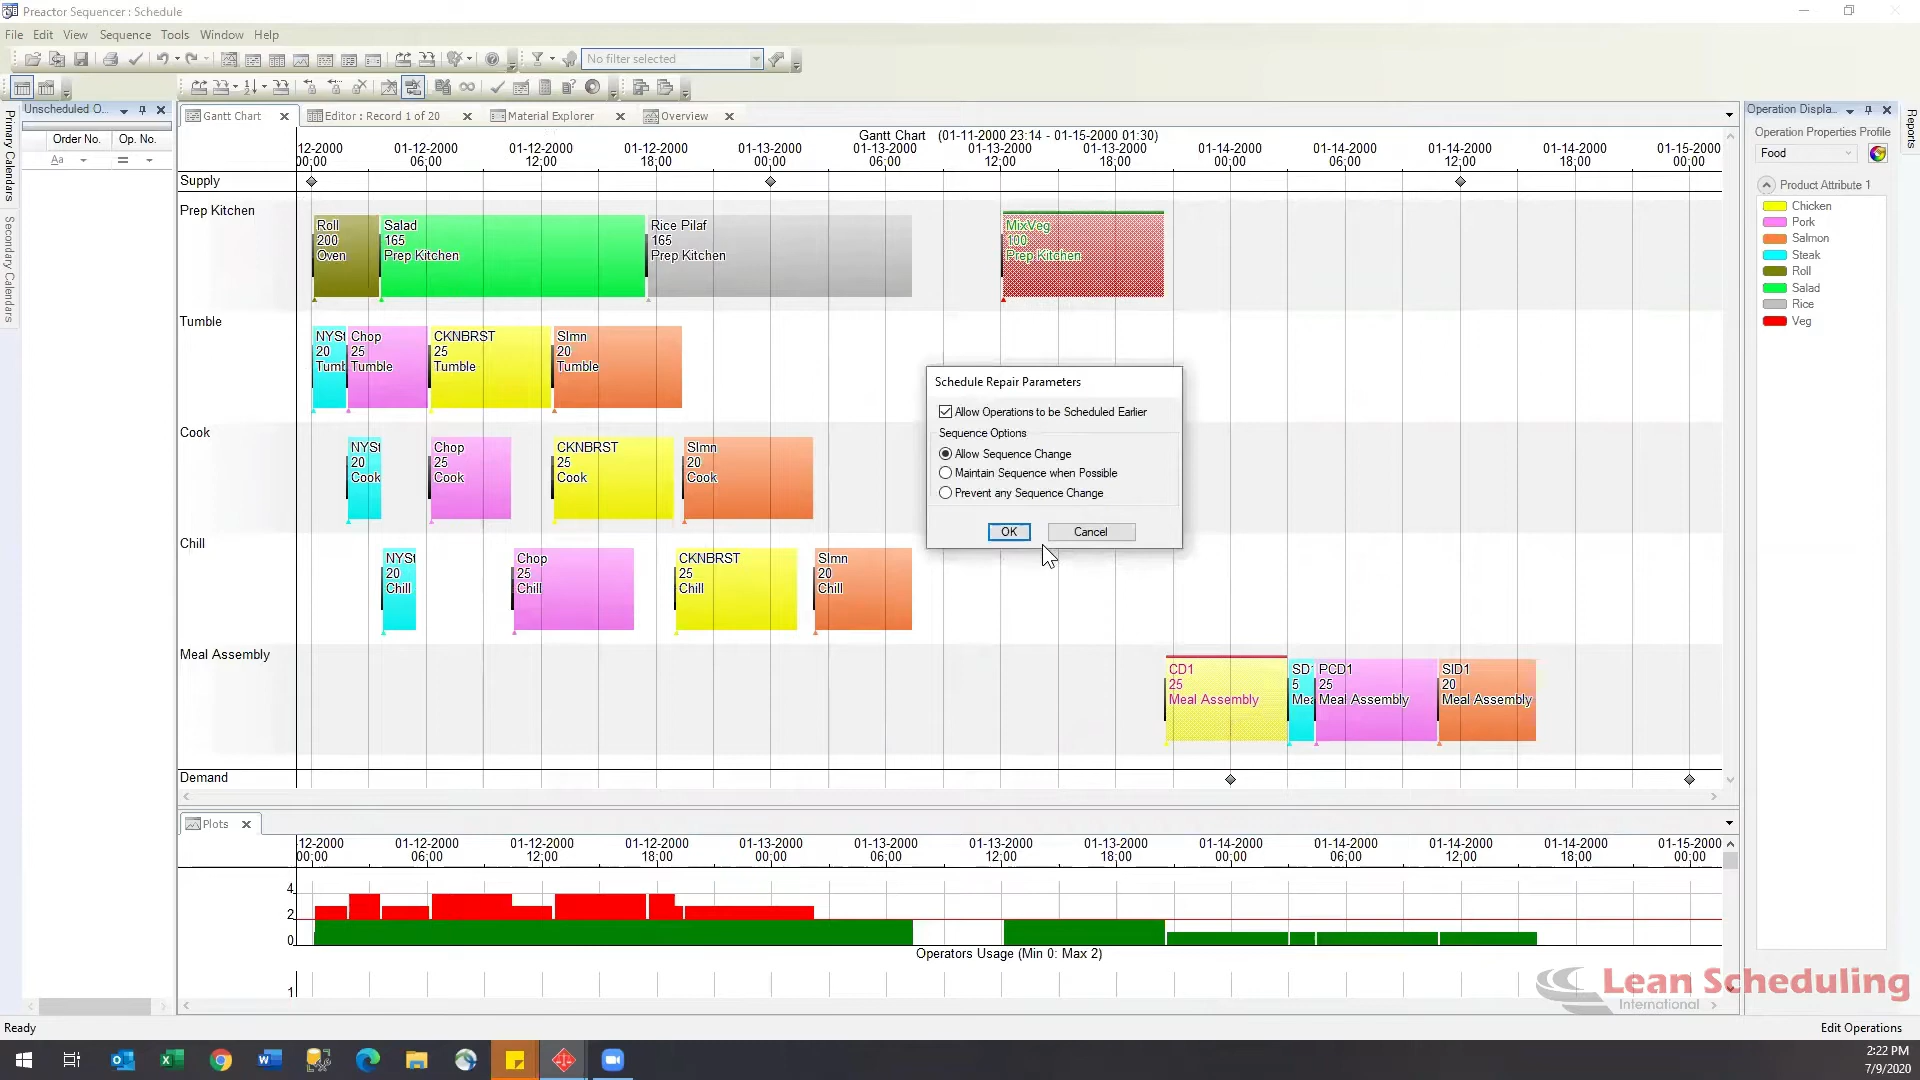 Preactor Sequencer : Schedule
File Edit View Sequence Tools Window Help
No filter selected
Primary Calendars
Secondary Calendars
Unscheduled O...
Order No. Op. No.
Aa =
Gantt Chart
Editor : Record 1 of 20
Material Explorer
Overview
Gantt Chart (01-11-2000 23:14 - 01-15-2000 01:30)
12-2000 01-12-2000 01-12-2000 01-12-2000 01-13-2000 01-13-2000 01-13-2000 01-13-2000 01-14-2000 01-14-2000 01-14-2000 01-14-2000 01-15-2000
00:00 06:00 12:00 18:00 00:00 06:00 12:00 18:00 00:00 06:00 12:00 18:00 00:00
Supply
Prep Kitchen
Roll
200
Oven
Salad
165
Prep Kitchen
Rice Pilaf
165
Prep Kitchen
MixVeg
100
Prep Kitchen
Tumble
NYSt
20
Tumb
Chop
25
Tumble
CKNBRST
25
Tumble
Slmn
20
Tumble
Cook
NYSt
20
Cook
Chop
25
Cook
CKNBRST
25
Cook
Slmn
20
Cook
Chill
NYSt
20
Chill
Chop
25
Chill
CKNBRST
25
Chill
Slmn
20
Chill
Meal Assembly
CD1
25
Meal Assembly
SD1
5
Mea
PCD1
25
Meal Assembly
SlD1
20
Meal Assembly
Demand
Schedule Repair Parameters
Allow Operations to be Scheduled Earlier
Sequence Options
Allow Sequence Change
Maintain Sequence when Possible
Prevent any Sequence Change
OK Cancel
Plots
12-2000 01-12-2000 01-12-2000 01-12-2000 01-13-2000 01-13-2000 01-13-2000 01-13-2000 01-14-2000 01-14-2000 01-14-2000 01-14-2000 01-15-2000
00:00 06:00 12:00 18:00 00:00 06:00 12:00 18:00 00:00 06:00 12:00 18:00 00:00
4
2
0
Operators Usage (Min 0: Max 2)
1
Operation Displa...
Operation Properties Profile
Food
Product Attribute 1
Chicken
Pork
Salmon
Steak
Roll
Salad
Rice
Veg
Reports
Lean Scheduling
International
Ready
Edit Operations
2:22 PM
7/9/2020